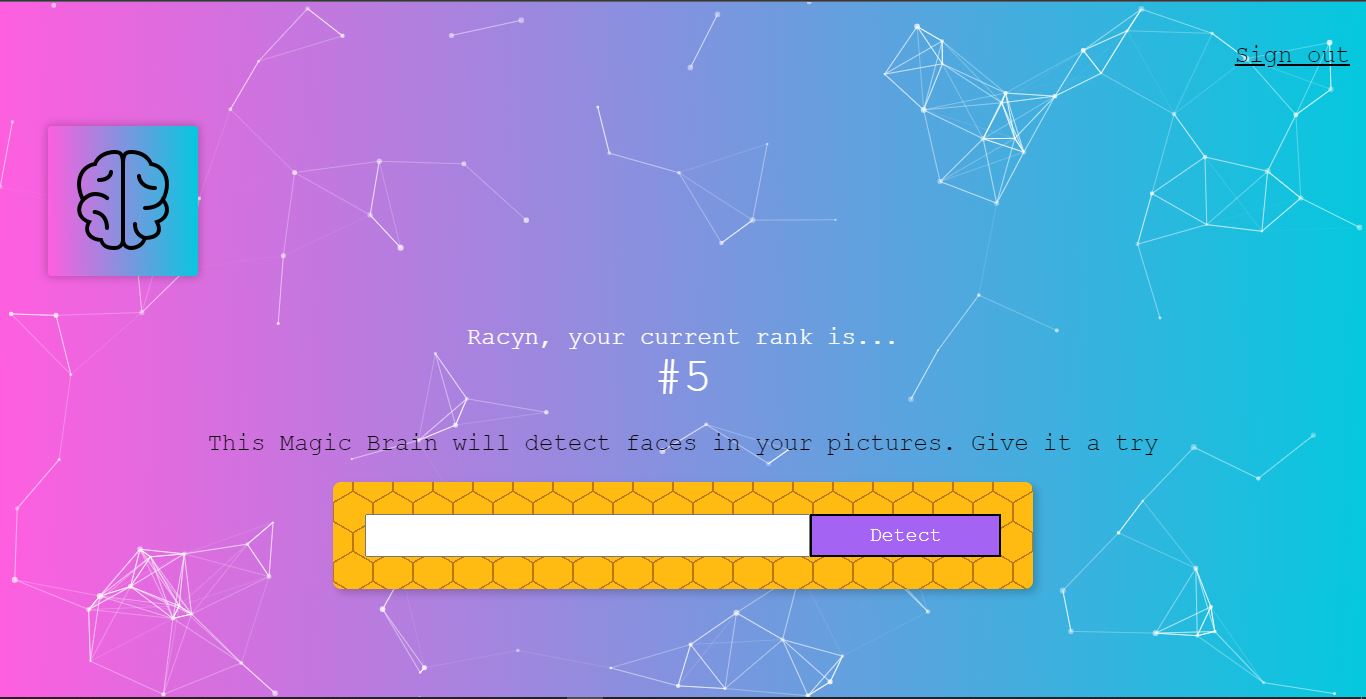 Sign out
Racyn, your current rank is...
#5
This Magic Brain will detect faces in your pictures. Give it a try
Detect